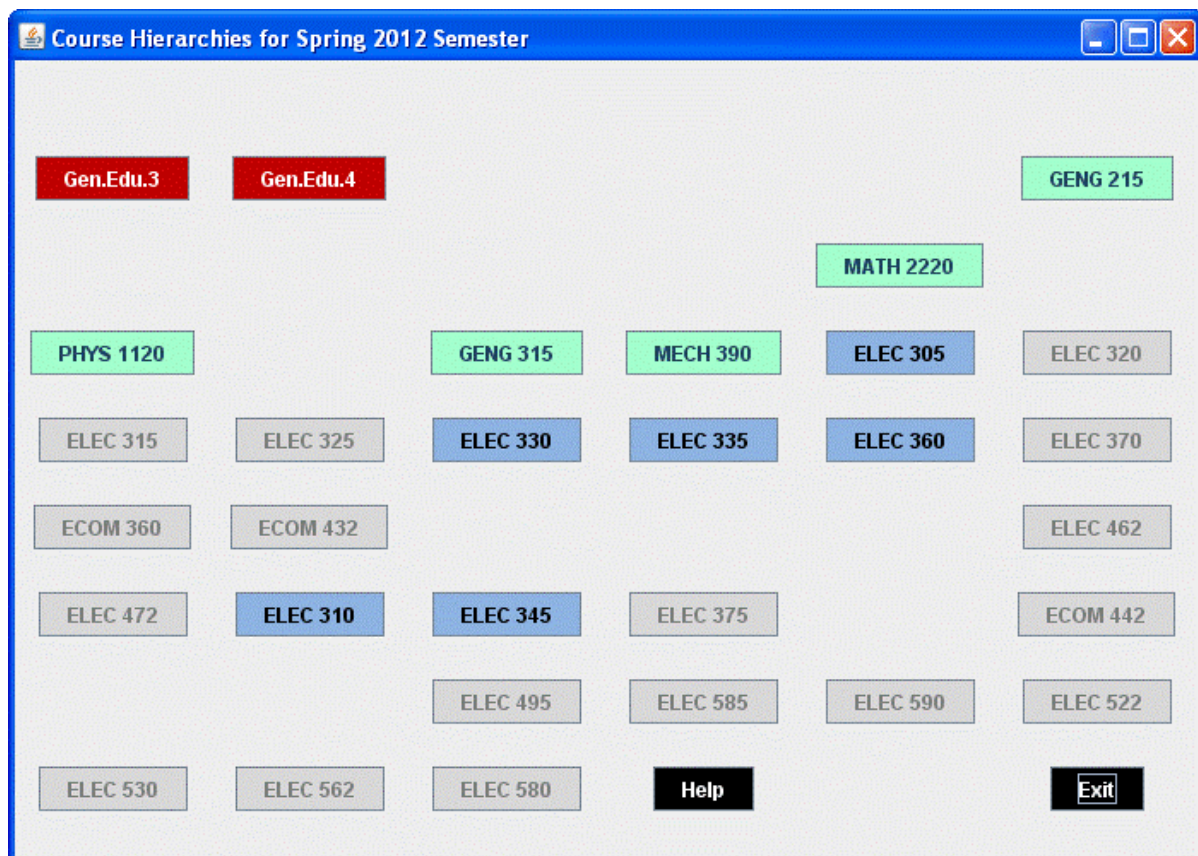 Course Hierarchies for Spring 2012 Semester
Gen.Edu.3 Gen.Edu.4 GENG 215
MATH 2220
PHYS 1120 GENG 315 MECH 390 ELEC 305 ELEC 320
ELEC 315 ELEC 325 ELEC 330 ELEC 335 ELEC 360 ELEC 370
ECOM 360 ECOM 432 ELEC 462
ELEC 472 ELEC 310 ELEC 345 ELEC 375 ECOM 442
ELEC 495 ELEC 585 ELEC 590 ELEC 522
ELEC 530 ELEC 562 ELEC 580 Help Exit